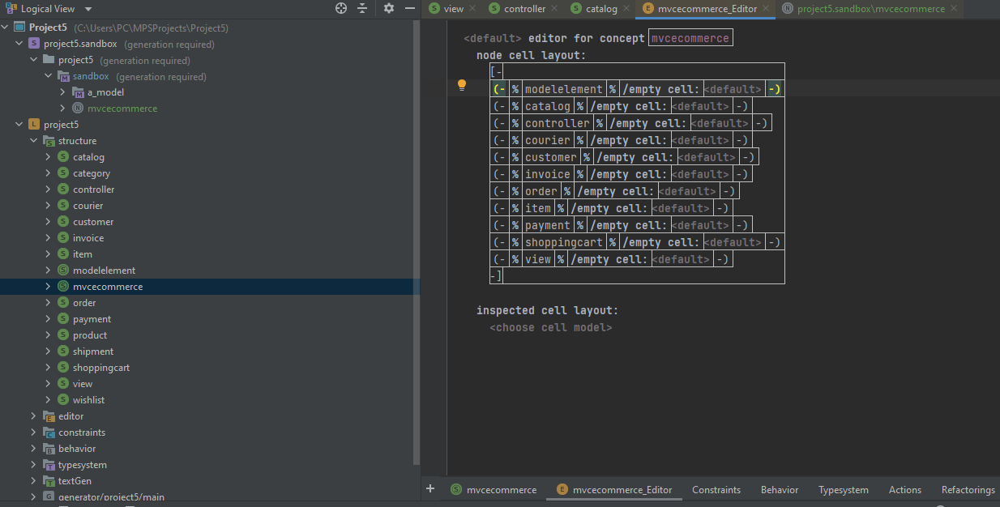 Logical View
Project5 (C:\Users\PC\MPSProjects\Project5)
S project5.sandbox (generation required)
project5 (generation required)
M sandbox (generation required)
M a_model
N mvcecommerce
L project5
S structure
S catalog
S category
S controller
S courier
S customer
S invoice
S item
S modelelement
S mvcecommerce
S order
S payment
S product
S shipment
S shoppingcart
S view
S wishlist
E editor
C constraints
B behavior
T typesystem
T textGen
G generator/project5/main
S view S controller S catalog E mvcecommerce_Editor N project5.sandbox\mvcecommerce
<default> editor for concept mvcecommerce
node cell layout:
[-
(- % modelelement % /empty cell: <default> -)
(- % catalog % /empty cell: <default> -)
(- % controller % /empty cell: <default> -)
(- % courier % /empty cell: <default> -)
(- % customer % /empty cell: <default> -)
(- % invoice % /empty cell: <default> -)
(- % order % /empty cell: <default> -)
(- % item % /empty cell: <default> -)
(- % payment % /empty cell: <default> -)
(- % shoppingcart % /empty cell: <default> -)
(- % view % /empty cell: <default> -)
-]
inspected cell layout:
<choose cell model>
+ S mvcecommerce E mvcecommerce_Editor Constraints Behavior Typesystem Actions Refactorings